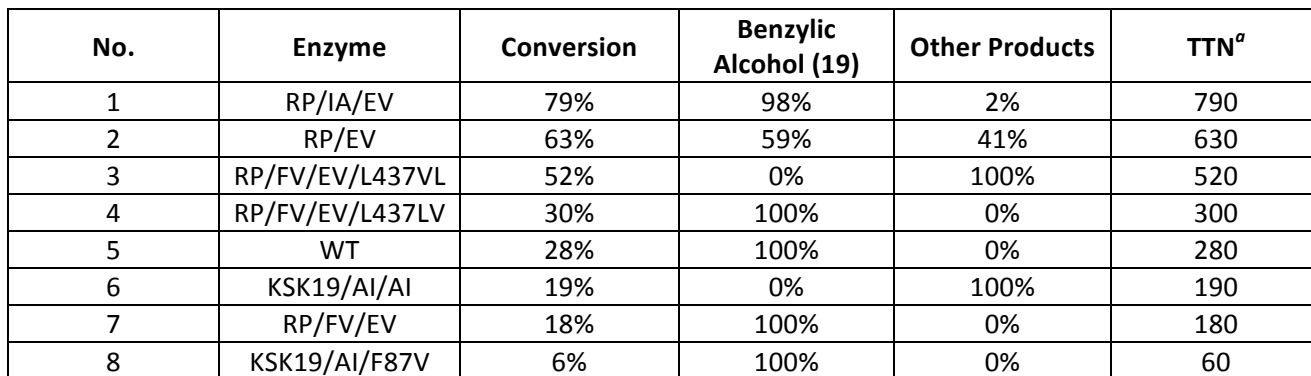 No. Enzyme Conversion Benzylic Alcohol (19) Other Products TTNᵃ
1 RP/IA/EV 79% 98% 2% 790
2 RP/EV 63% 59% 41% 630
3 RP/FV/EV/L437VL 52% 0% 100% 520
4 RP/FV/EV/L437LV 30% 100% 0% 300
5 WT 28% 100% 0% 280
6 KSK19/AI/AI 19% 0% 100% 190
7 RP/FV/EV 18% 100% 0% 180
8 KSK19/AI/F87V 6% 100% 0% 60